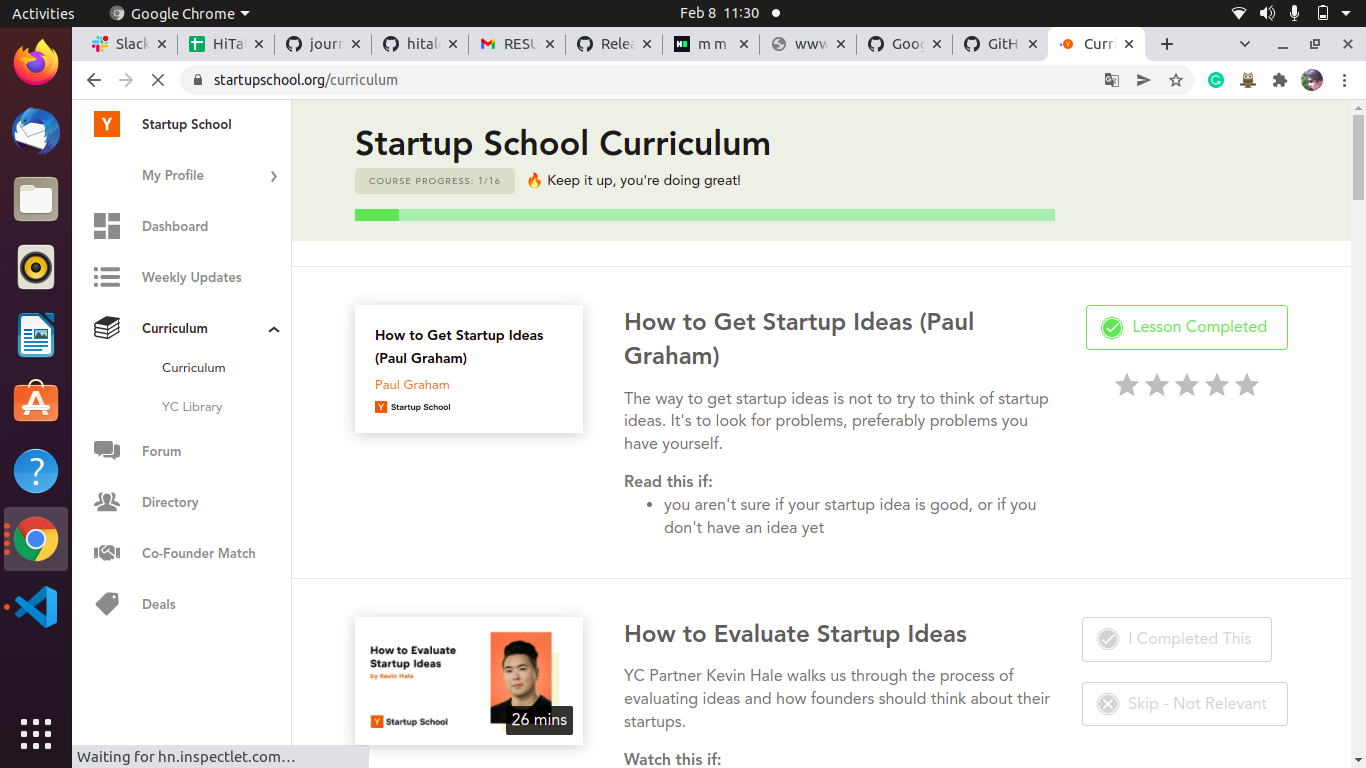 Activities
Google Chrome
Feb 8 11:30
Slack
HiTal
journ
hital
RESU
Relea
m m
www
Goog
GitH
Curri
startupschool.org/curriculum
Y
Startup School
My Profile
Dashboard
Weekly Updates
Curriculum
Curriculum
YC Library
Forum
Directory
Co-Founder Match
Deals
Startup School Curriculum
COURSE PROGRESS: 1/16
🔥 Keep it up, you're doing great!
How to Get Startup Ideas
(Paul Graham)
Paul Graham
Y Startup School
How to Get Startup Ideas (Paul
Graham)
The way to get startup ideas is not to try to think of startup
ideas. It's to look for problems, preferably problems you
have yourself.
Read this if:
• you aren't sure if your startup idea is good, or if you
don't have an idea yet
Lesson Completed
How to Evaluate
Startup Ideas
by Kevin Hale
Y Startup School
26 mins
How to Evaluate Startup Ideas
YC Partner Kevin Hale walks us through the process of
evaluating ideas and how founders should think about their
startups.
Watch this if:
I Completed This
Skip - Not Relevant
Waiting for hn.inspectlet.com…